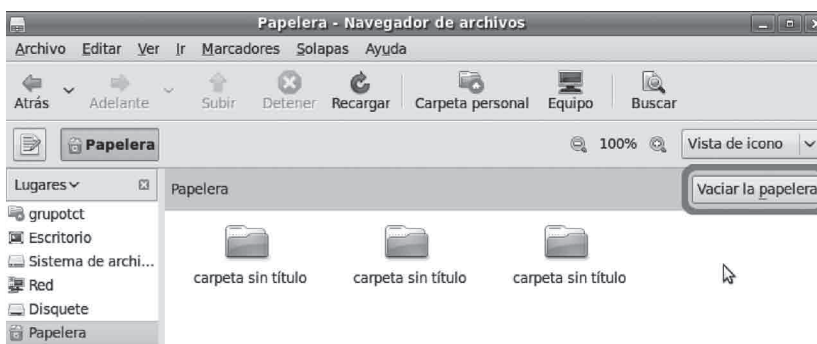 Papelera - Navegador de archivos
Archivo Editar Ver Ir Marcadores Solapas Ayuda
Atrás Adelante Subir Detener Recargar Carpeta personal Equipo Buscar
Papelera 100% Vista de icono
Lugares Papelera Vaciar la papelera
grupotct
Escritorio
Sistema de archi...
Red
Disquete
Papelera
carpeta sin título carpeta sin título carpeta sin título